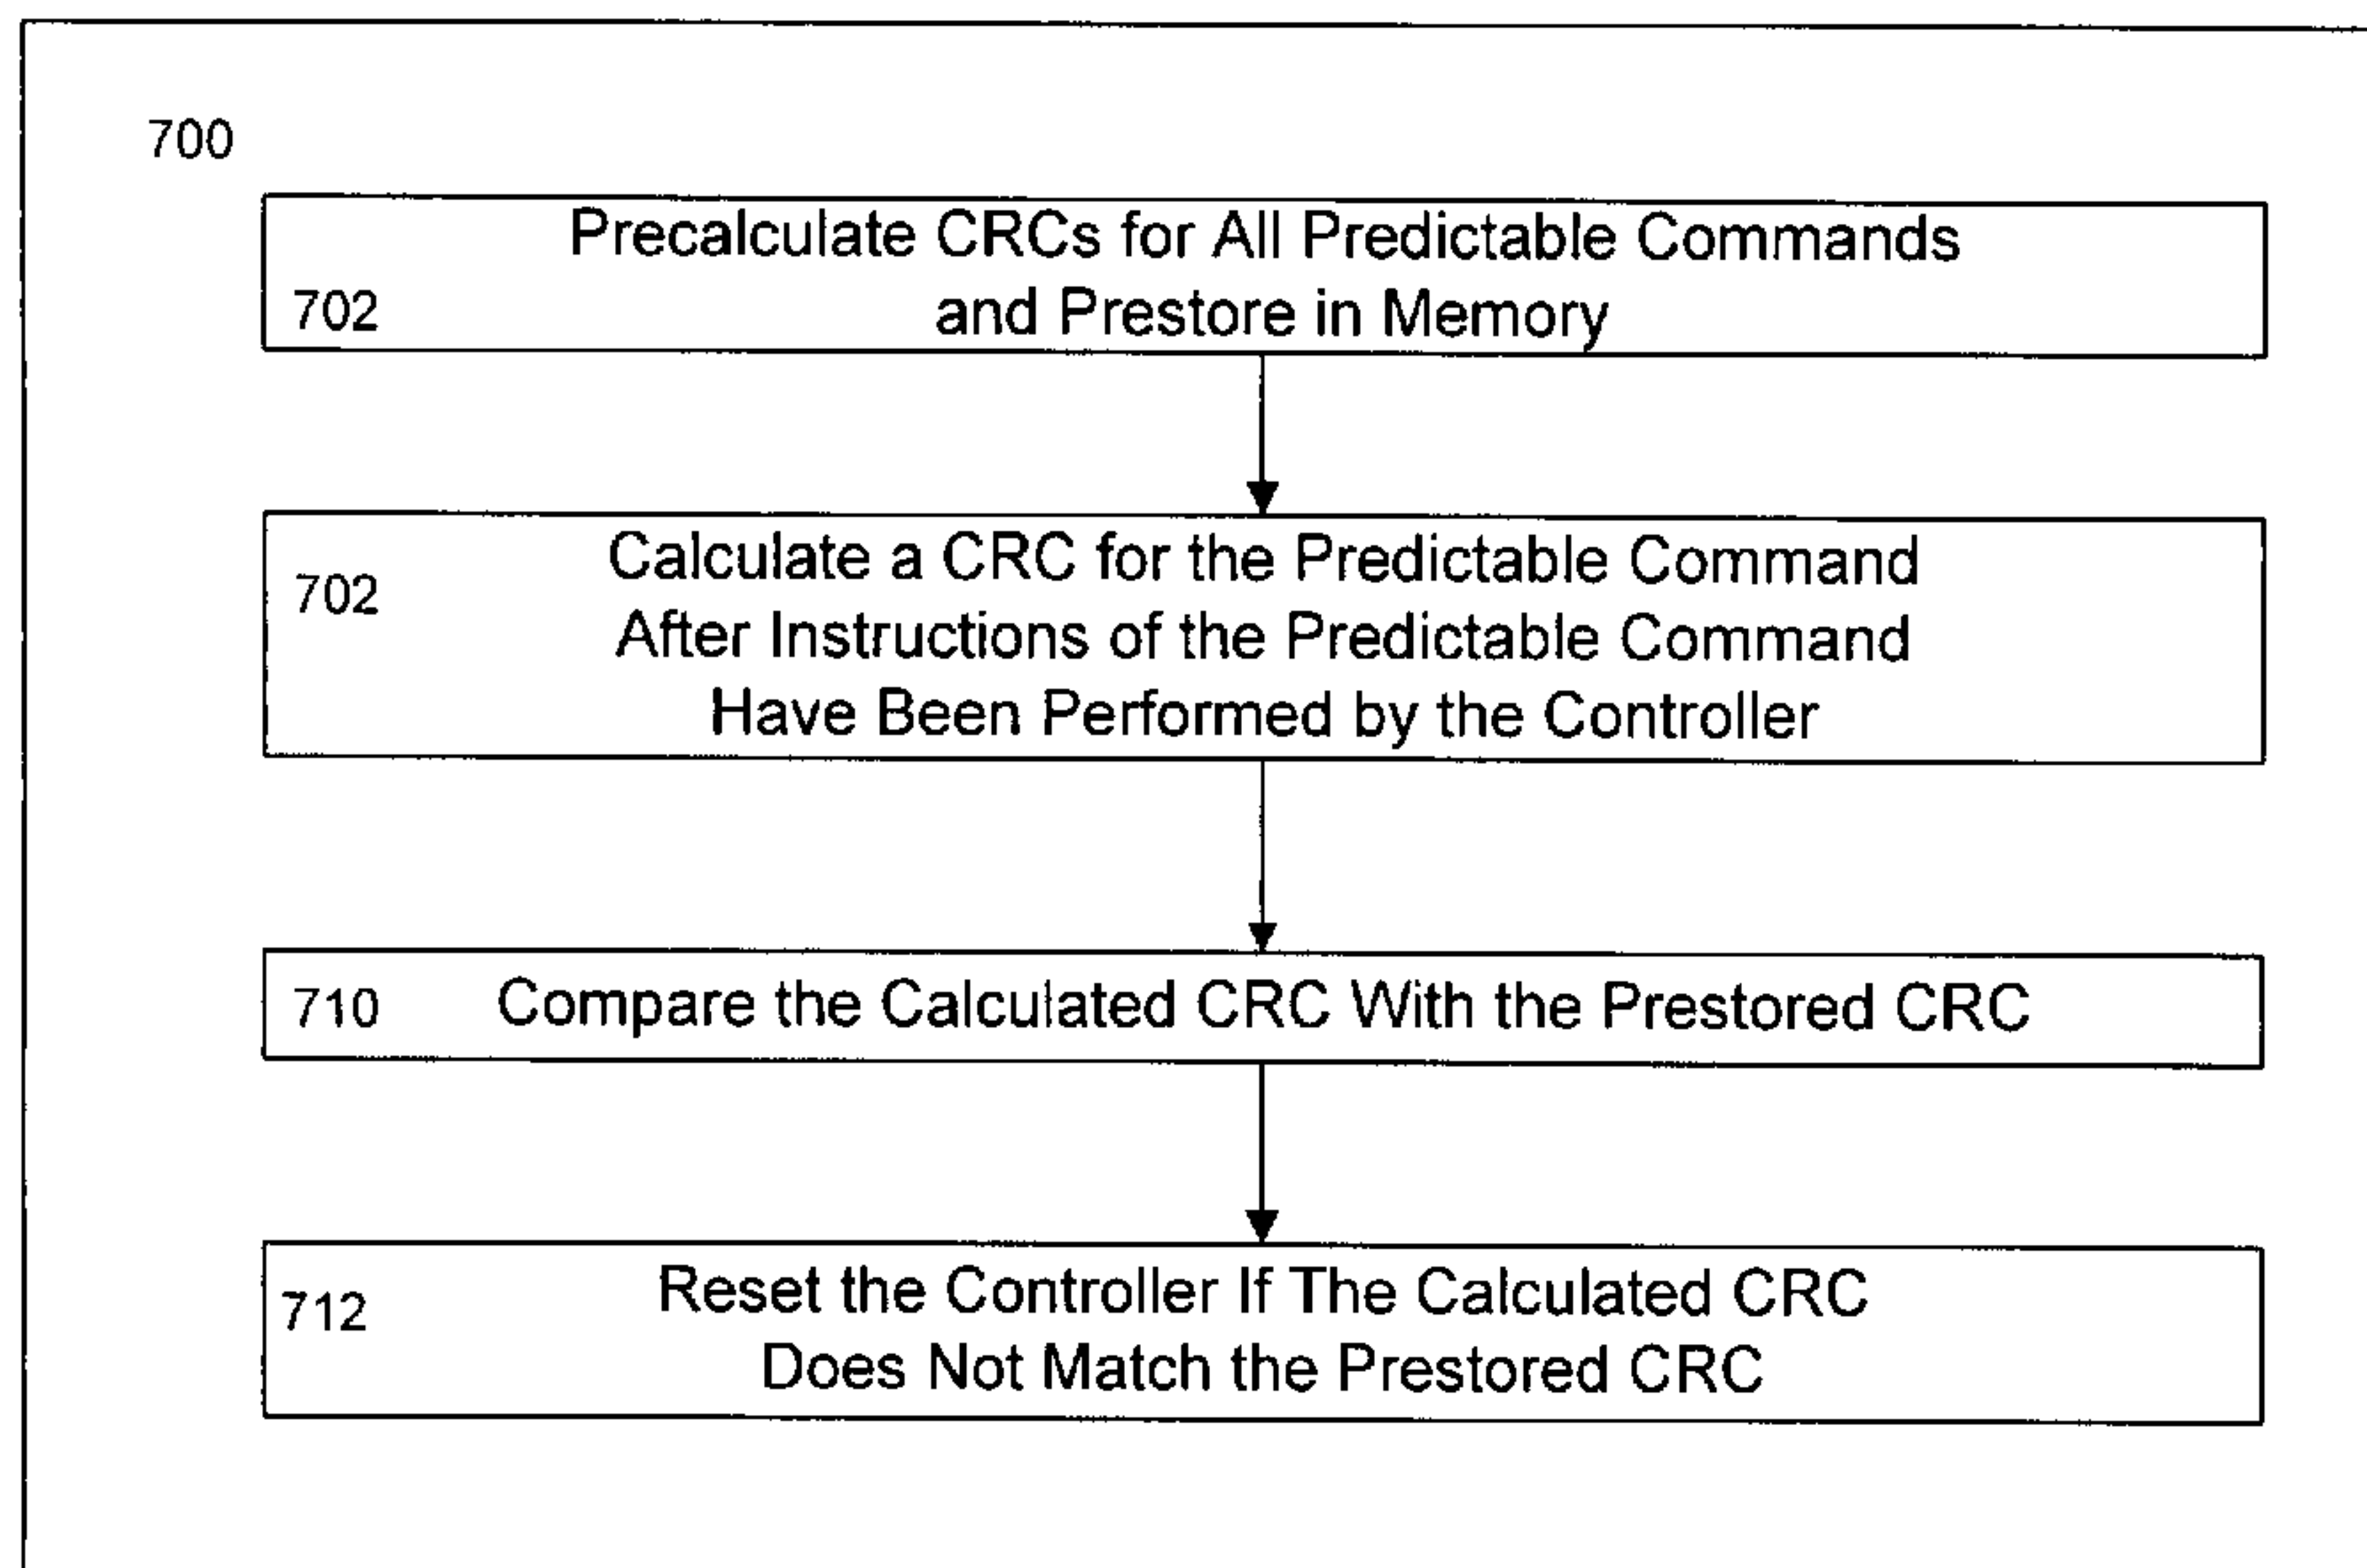 700
Precalculate CRCs for All Predictable Commands
702 and Prestore in Memory
702 Calculate a CRC for the Predictable Command
After Instructions of the Predictable Command
Have Been Performed by the Controller
710 Compare the Calculated CRC With the Prestored CRC
712 Reset the Controller If The Calculated CRC
Does Not Match the Prestored CRC